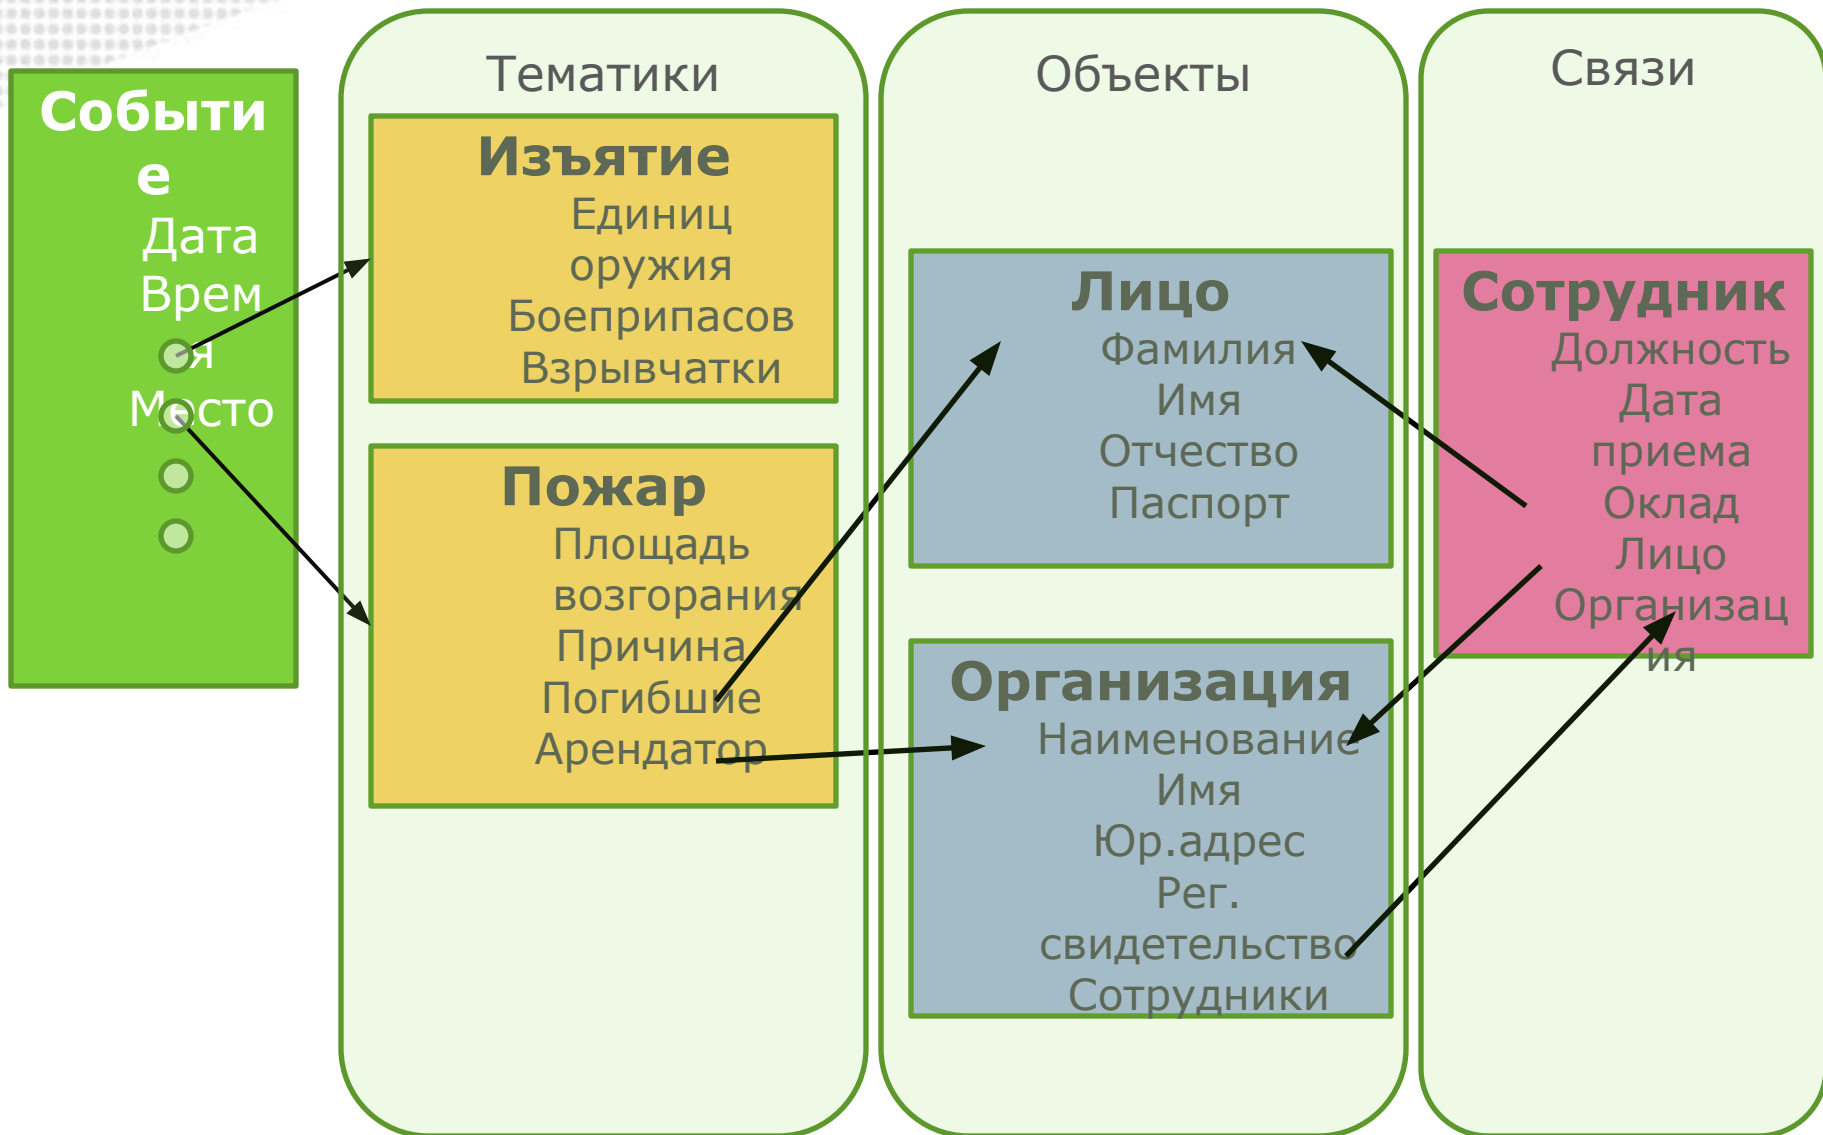 Событи
е
Дата
Врем
я
Место
Тематики
Изъятие
Единиц
оружия
Боеприпасов
Взрывчатки
Пожар
Площадь
возгорания
Причина
Погибшие
Арендатор
Объекты
Лицо
Фамилия
Имя
Отчество
Паспорт
Организация
Наименование
Имя
Юр.адрес
Рег.
свидетельство
Сотрудники
Связи
Сотрудник
Должность
Дата
приема
Оклад
Лицо
Организац
ия